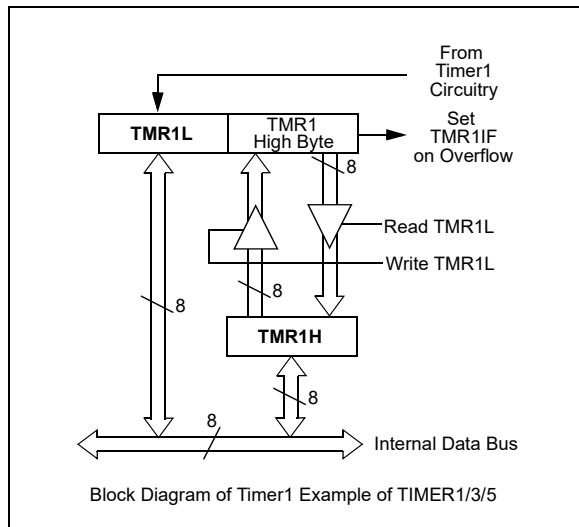 From
Timer1
Circuitry
TMR1L
TMR1
High Byte
Set
TMR1IF
on Overflow
8
Read TMR1L
Write TMR1L
8
8
TMR1H
8
8
Internal Data Bus
Block Diagram of Timer1 Example of TIMER1/3/5